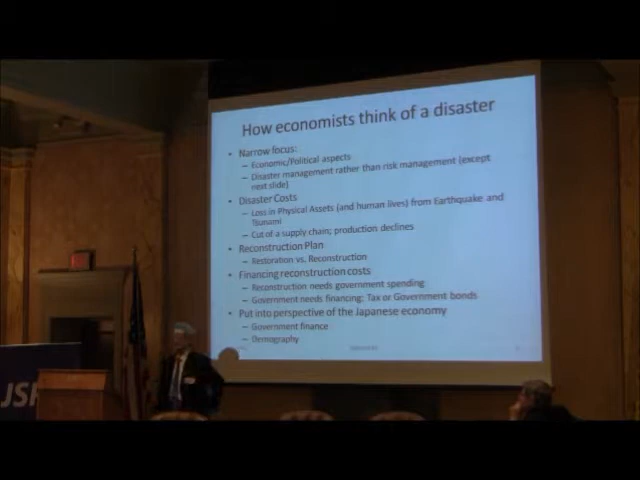 How economists think of a disaster
• Narrow focus:
– Economic/Political aspects
– Disaster management rather than risk management (except
next slide)
• Disaster Costs
– Loss in Physical Assets (and human lives) from Earthquake and
Tsunami
– Cut of a supply chain; production declines
• Reconstruction Plan
– Restoration vs. Reconstruction
• Financing reconstruction costs
– Reconstruction needs government spending
– Government needs financing: Tax or Government bonds
• Put into perspective of the Japanese economy
– Government finance
– Demography